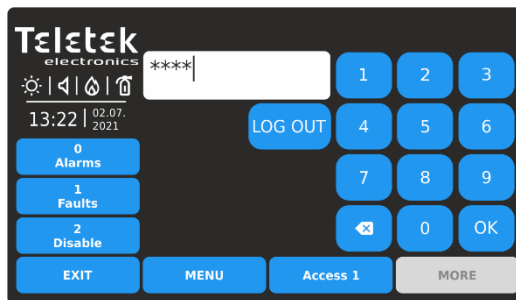 Teletek
electronics
****
1 2 3
13:22 02.07.
2021
LOG OUT 4 5 6
0
Alarms
7 8 9
1
Faults
0 OK
2
Disable
EXIT MENU Access 1 MORE